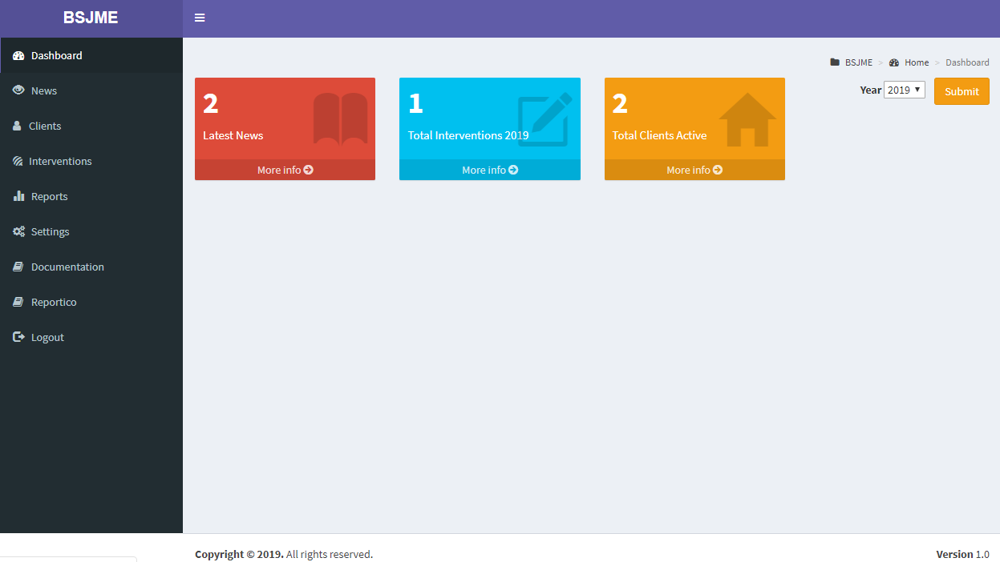 BSJME
Dashboard
News
Clients
Interventions
Reports
Settings
Documentation
Reportico
Logout
BSJME > Home > Dashboard
2
Latest News
More info
1
Total Interventions 2019
More info
2
Total Clients Active
More info
Year 2019 Submit
Copyright © 2019. All rights reserved.
Version 1.0